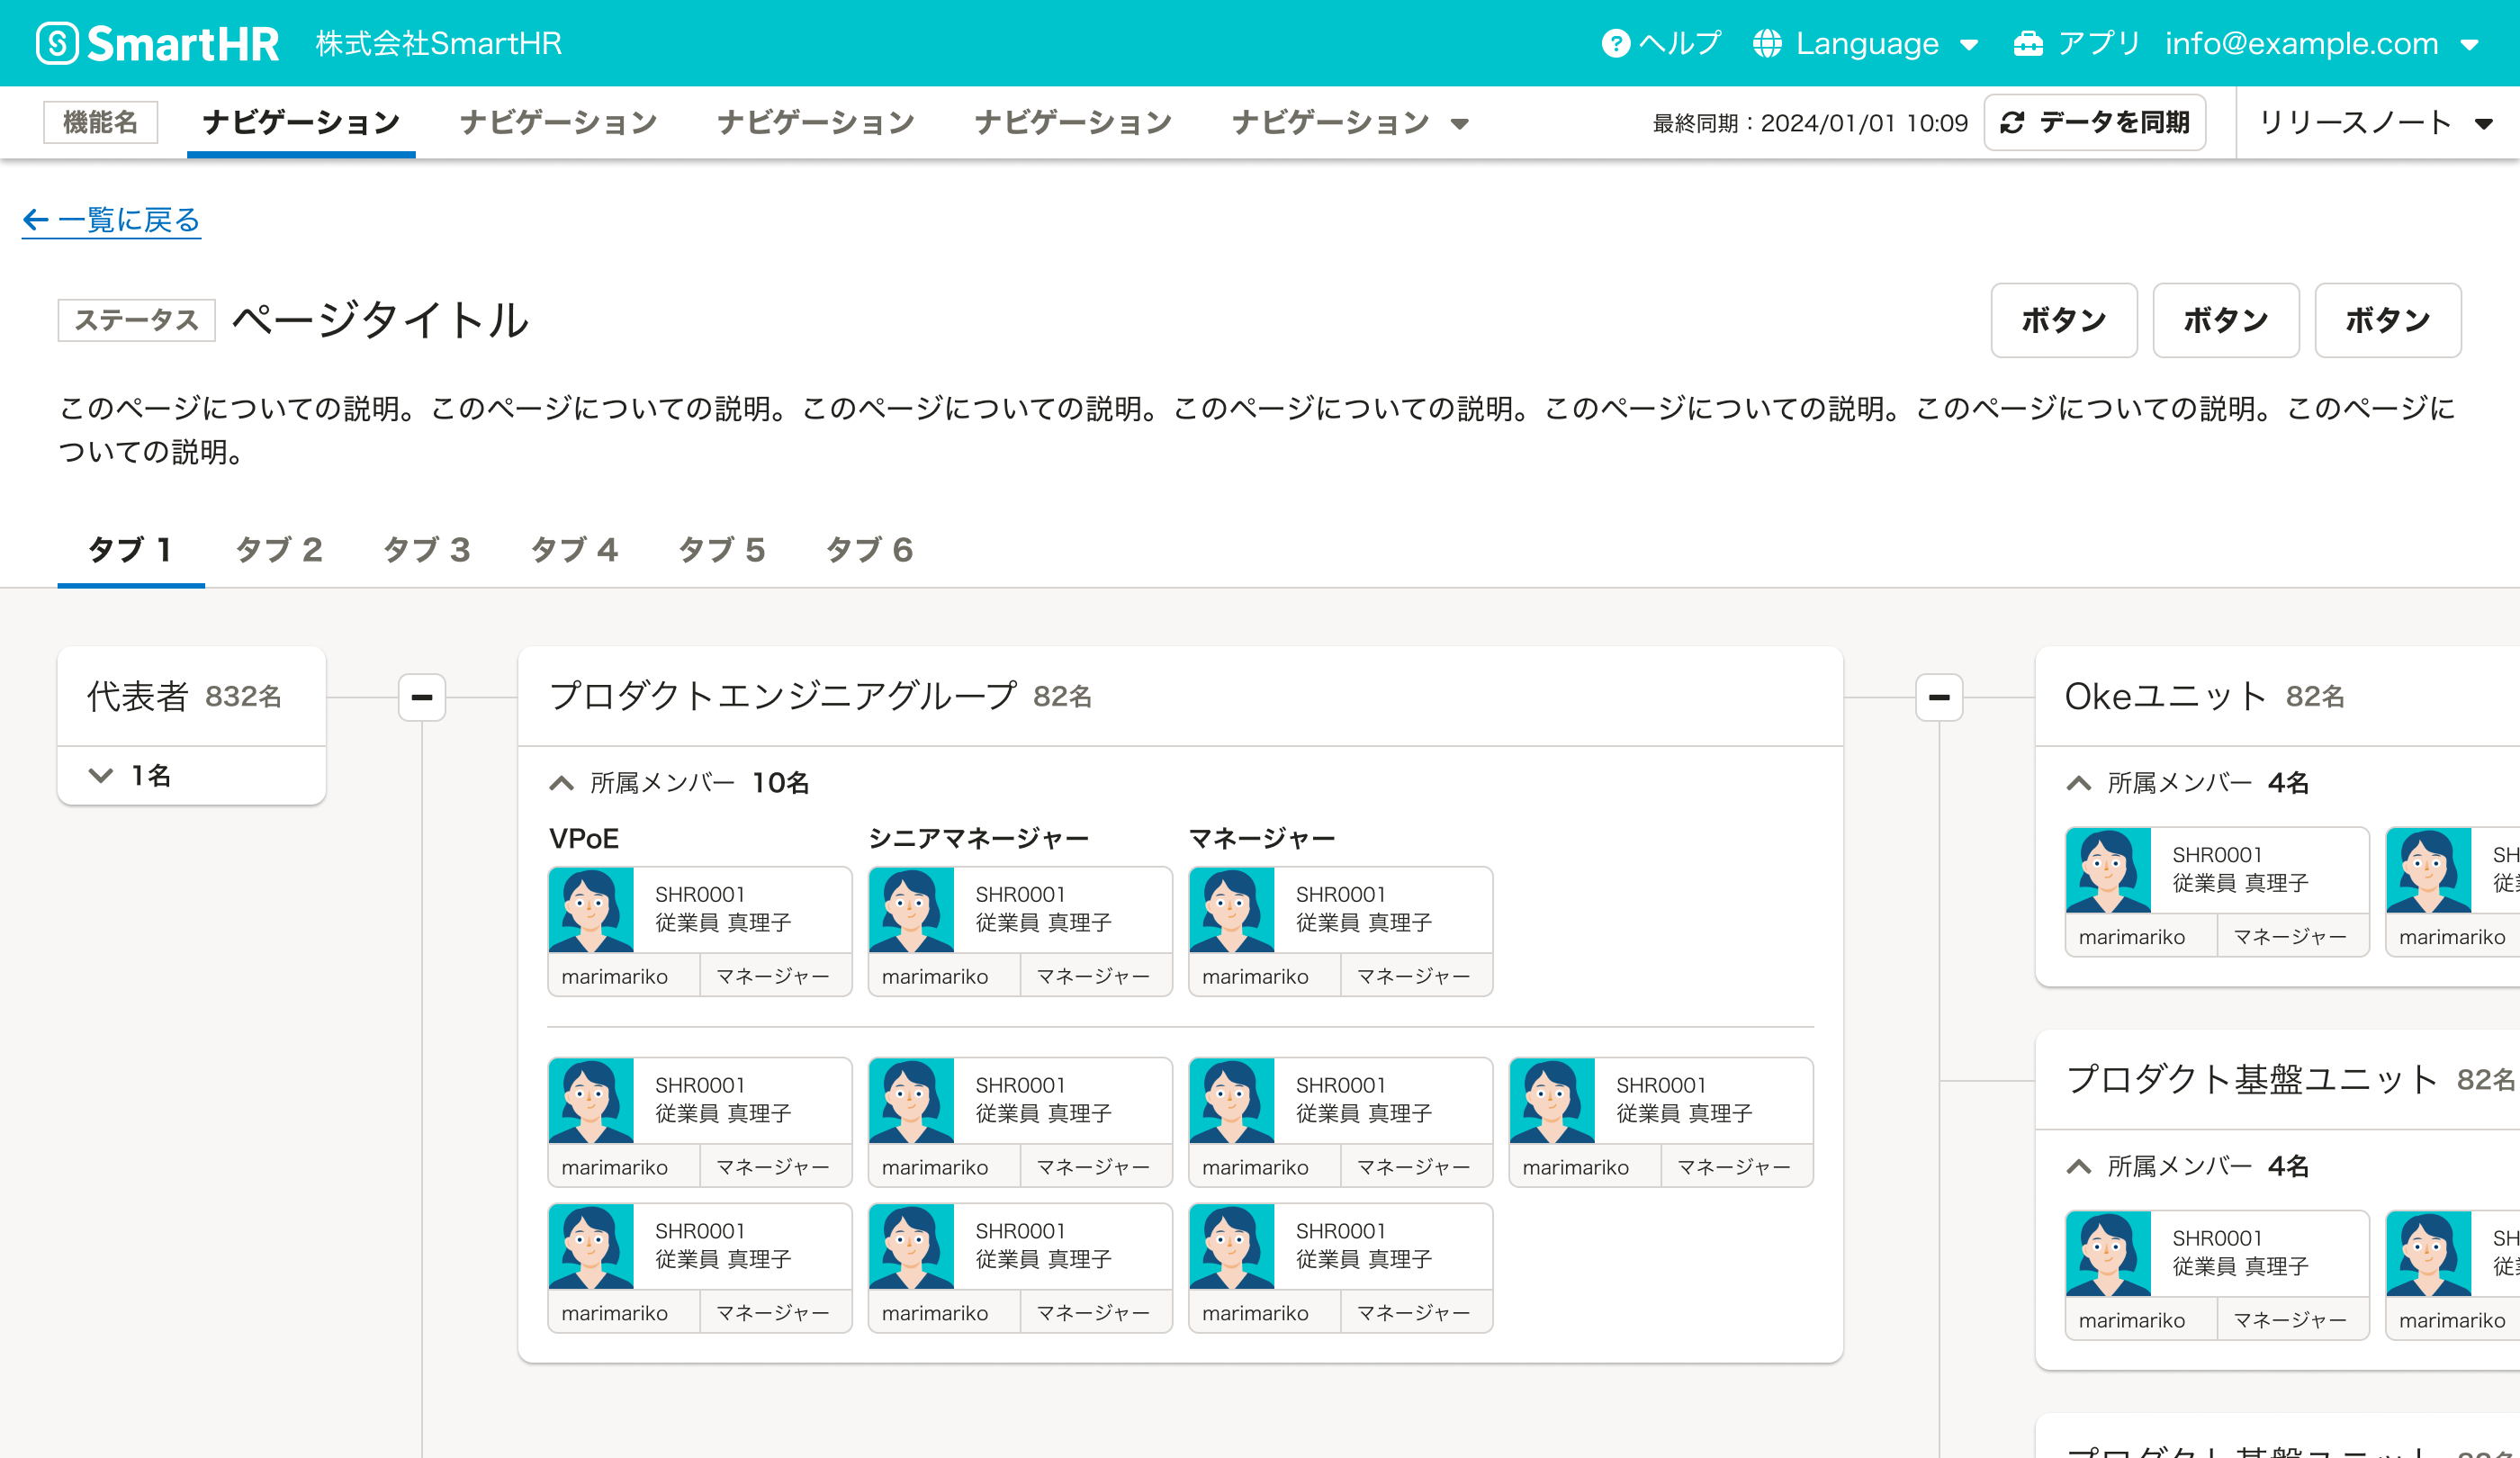 SmartHR 株式会社SmartHR ヘルプ Language アプリ info@example.com
機能名 ナビゲーション ナビゲーション ナビゲーション ナビゲーション ナビゲーション 最終同期：2024/01/01 10:09 データを同期 リリースノート
一覧に戻る
ステータス ページタイトル ボタン ボタン ボタン
このページについての説明。このページについての説明。このページについての説明。このページについての説明。このページについての説明。このページについての説明。このページに
ついての説明。
タブ 1 タブ 2 タブ 3 タブ 4 タブ 5 タブ 6
代表者 832名
1名
プロダクトエンジニアグループ 82名
所属メンバー 10名
VPoE シニアマネージャー マネージャー
SHR0001 SHR0001 SHR0001
従業員 真理子 従業員 真理子 従業員 真理子
marimariko マネージャー marimariko マネージャー marimariko マネージャー
SHR0001 SHR0001 SHR0001 SHR0001
従業員 真理子 従業員 真理子 従業員 真理子 従業員 真理子
marimariko マネージャー marimariko マネージャー marimariko マネージャー marimariko マネージャー
SHR0001 SHR0001 SHR0001
従業員 真理子 従業員 真理子 従業員 真理子
marimariko マネージャー marimariko マネージャー marimariko マネージャー
Okeユニット 82名
所属メンバー 4名
SHR0001 SH
従業員 真理子 従
marimariko マネージャー marimariko
プロダクト基盤ユニット 82名
所属メンバー 4名
SHR0001 SH
従業員 真理子 従
marimariko マネージャー marimariko